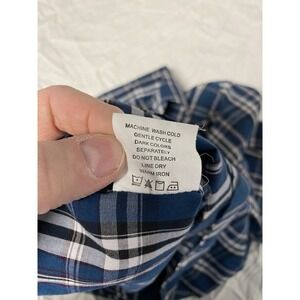 MACHINE WASH COLD
GENTLE CYCLE
DARK COLORS
SEPARATELY
DO NOT BLEACH
LINE DRY
WARM IRON